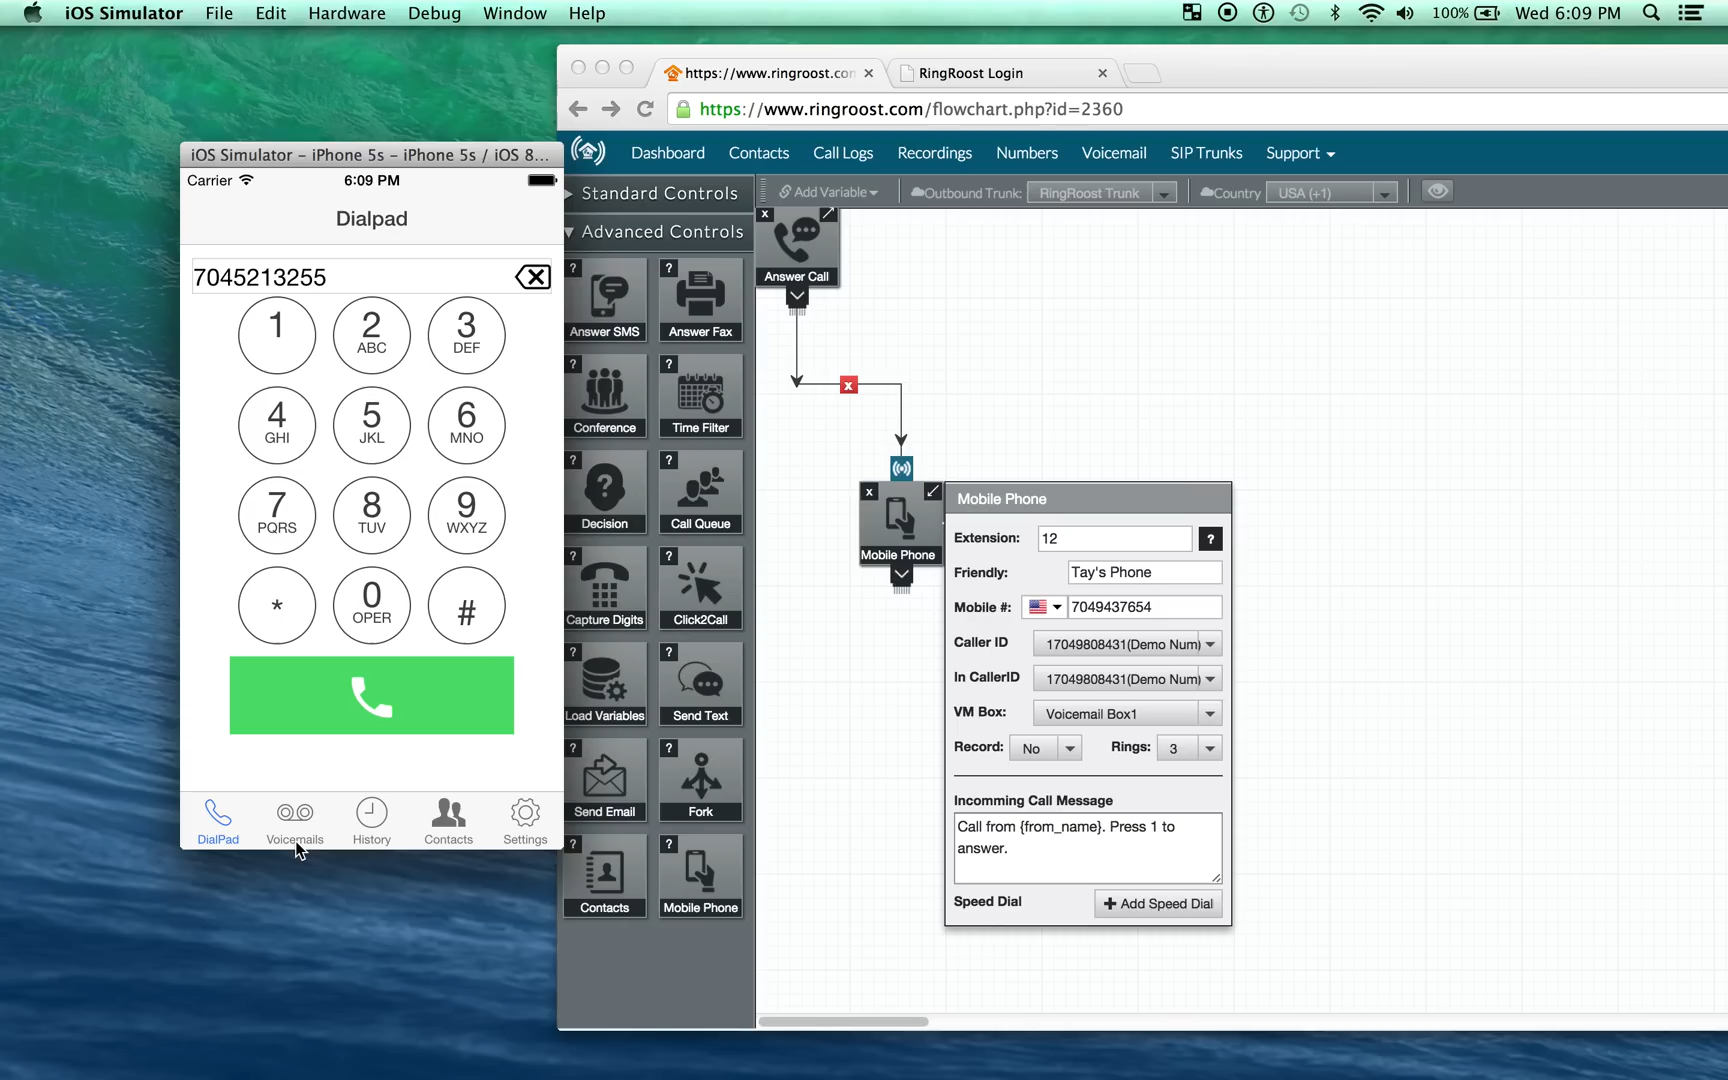 iOS Simulator File Edit Hardware Debug Window Help
100% Wed 6:09 PM
https://www.ringroost.co
RingRoost Login
https://www.ringroost.com/flowchart.php?id=2360
iOS Simulator – iPhone 5s – iPhone 5s / iOS 8...
Carrier 6:09 PM
Dialpad
7045213255
1
2
ABC
3
DEF
4
GHI
5
JKL
6
MNO
7
PQRS
8
TUV
9
WXYZ
*
0
OPER
#
DialPad Voicemails History Contacts Settings
Dashboard Contacts Call Logs Recordings Numbers Voicemail SIP Trunks Support
Standard Controls
Add Variable Outbound Trunk: RingRoost Trunk Country USA (+1)
Advanced Controls
? ?
Answer SMS Answer Fax
? ?
Conference Time Filter
? ?
Decision Call Queue
? ?
Capture Digits Click2Call
? ?
Load Variables Send Text
? ?
Send Email Fork
? ?
Contacts Mobile Phone
x
Answer Call
x
x
Mobile Phone
Mobile Phone
Extension: 12 ?
Friendly: Tay's Phone
Mobile #: 7049437654
Caller ID 17049808431(Demo Num)
In CallerID 17049808431(Demo Num)
VM Box: Voicemail Box1
Record: No Rings: 3
Incomming Call Message
Call from {from_name}. Press 1 to
answer.
Speed Dial + Add Speed Dial